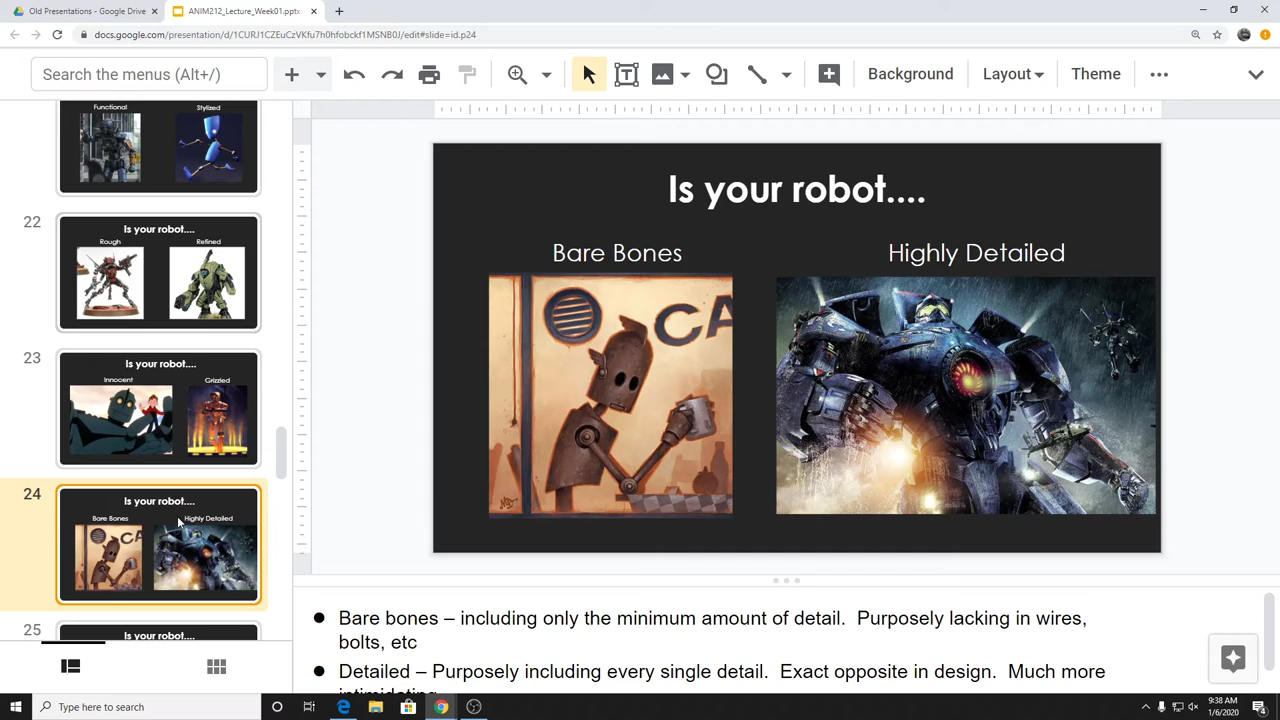 Old Presentations - Google Drive
ANIM212_Lecture_Week01.pptx -
docs.google.com/presentation/d/1CURJ1CZEuCzVKfu7h0hfobckf1MSNB0J/edit#slide=id.p24
Search the menus (Alt+/)
Background
Layout
Theme
Functional
Stylized
22
Is your robot....
Rough
Refined
23
Is your robot....
Innocent
Grizzled
24
Is your robot....
Bare Bones
Highly Detailed
CA
25
Is your robot....
Is your robot....
Bare Bones
Highly Detailed
CA
● Bare bones – including only the minimum amount of detail. Purposely lacking in wires,
bolts, etc
● Detailed – Purposely including every single detail. Exact opposite in design. Much more
intimidating
Type here to search
9:38 AM
1/6/2020
4